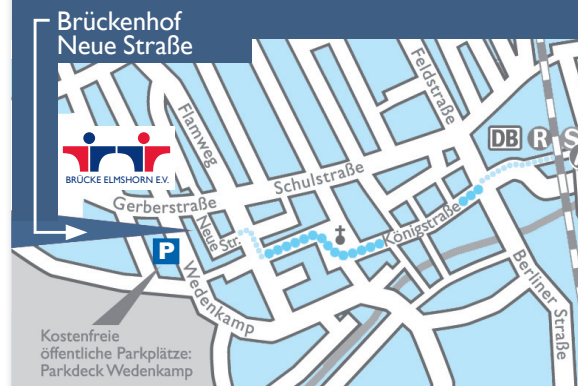 Brückenhof
Neue Straße
BRÜCKE ELMSHORN E.V.
Flamweg
Feldstraße
DB R S
Schulstraße
Gerberstraße
Neue Str.
Königstraße
P
Wedenkamp
Berliner Straße
Kostenfreie
öffentliche Parkplätze:
Parkdeck Wedenkamp